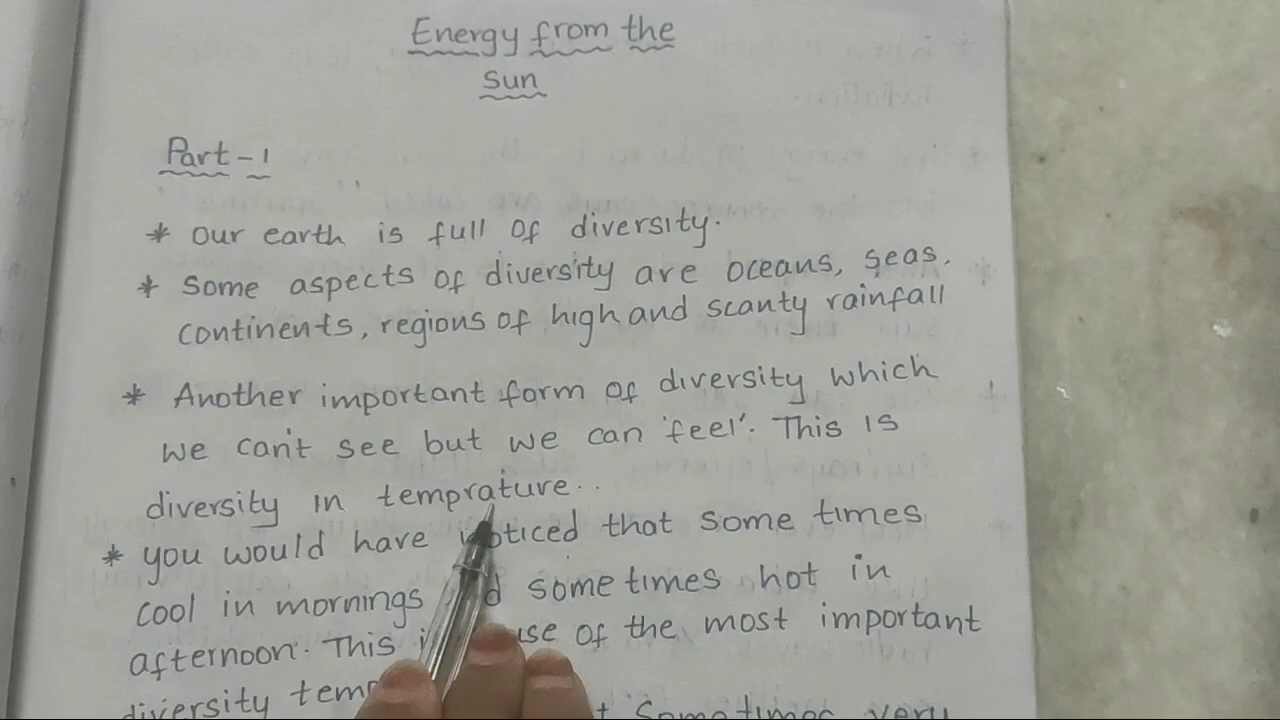 Energy from the
Sun
Part-1
* Our earth is full of diversity.
* Some aspects of diversity are oceans, seas.
continents, regions of high and scanty rainfall
* Another important form of diversity which
we can't see but we can 'feel'. This is
diversity in temprature..
* you would have noticed that some times
cool in mornings some times hot in
afternoon. This of the most important
diversity
Sometimes very